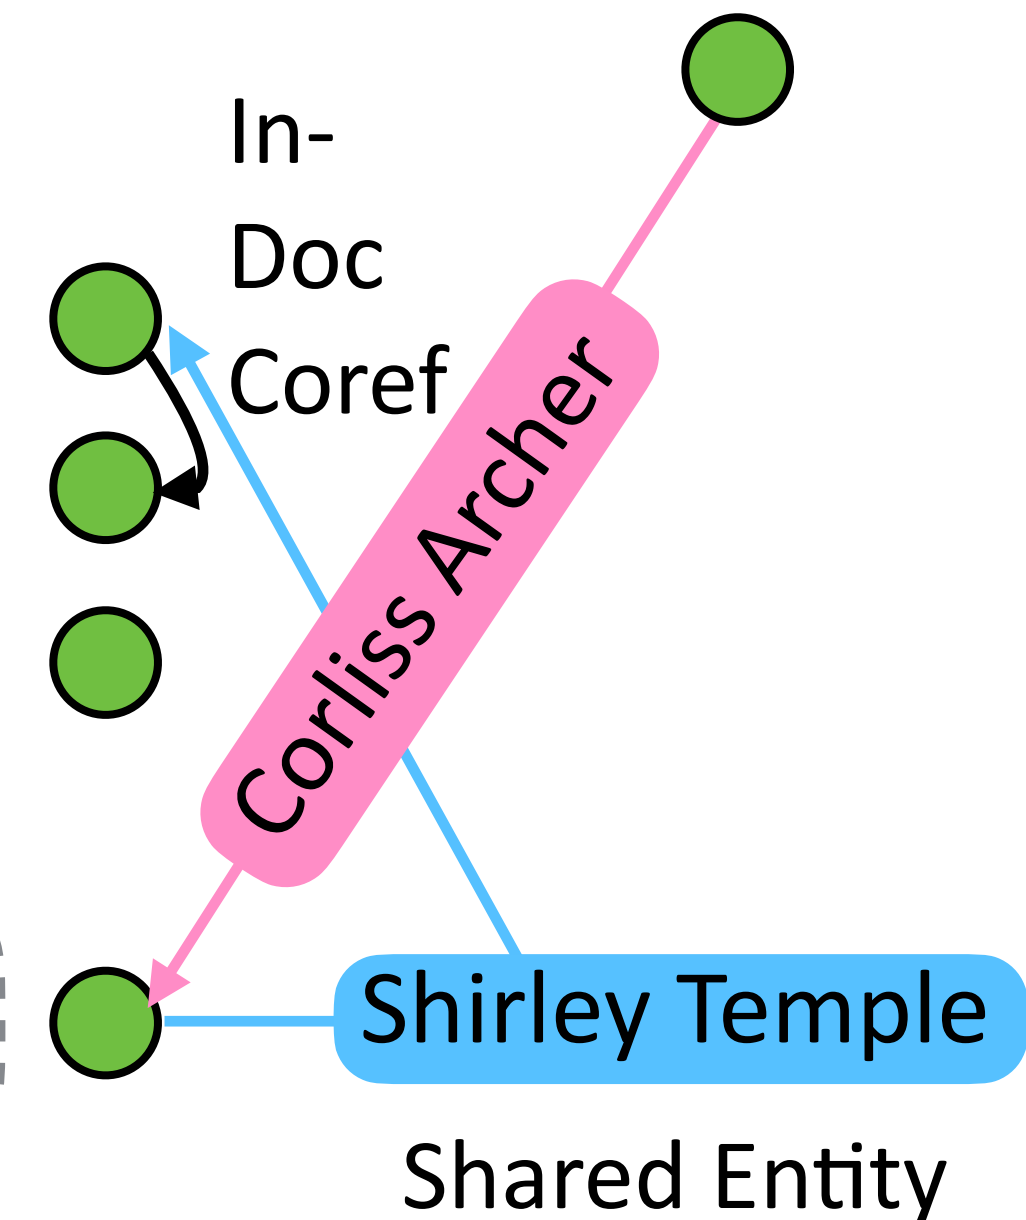 In-
Doc
Coref
Corliss Archer
Shirley Temple
Shared Entity